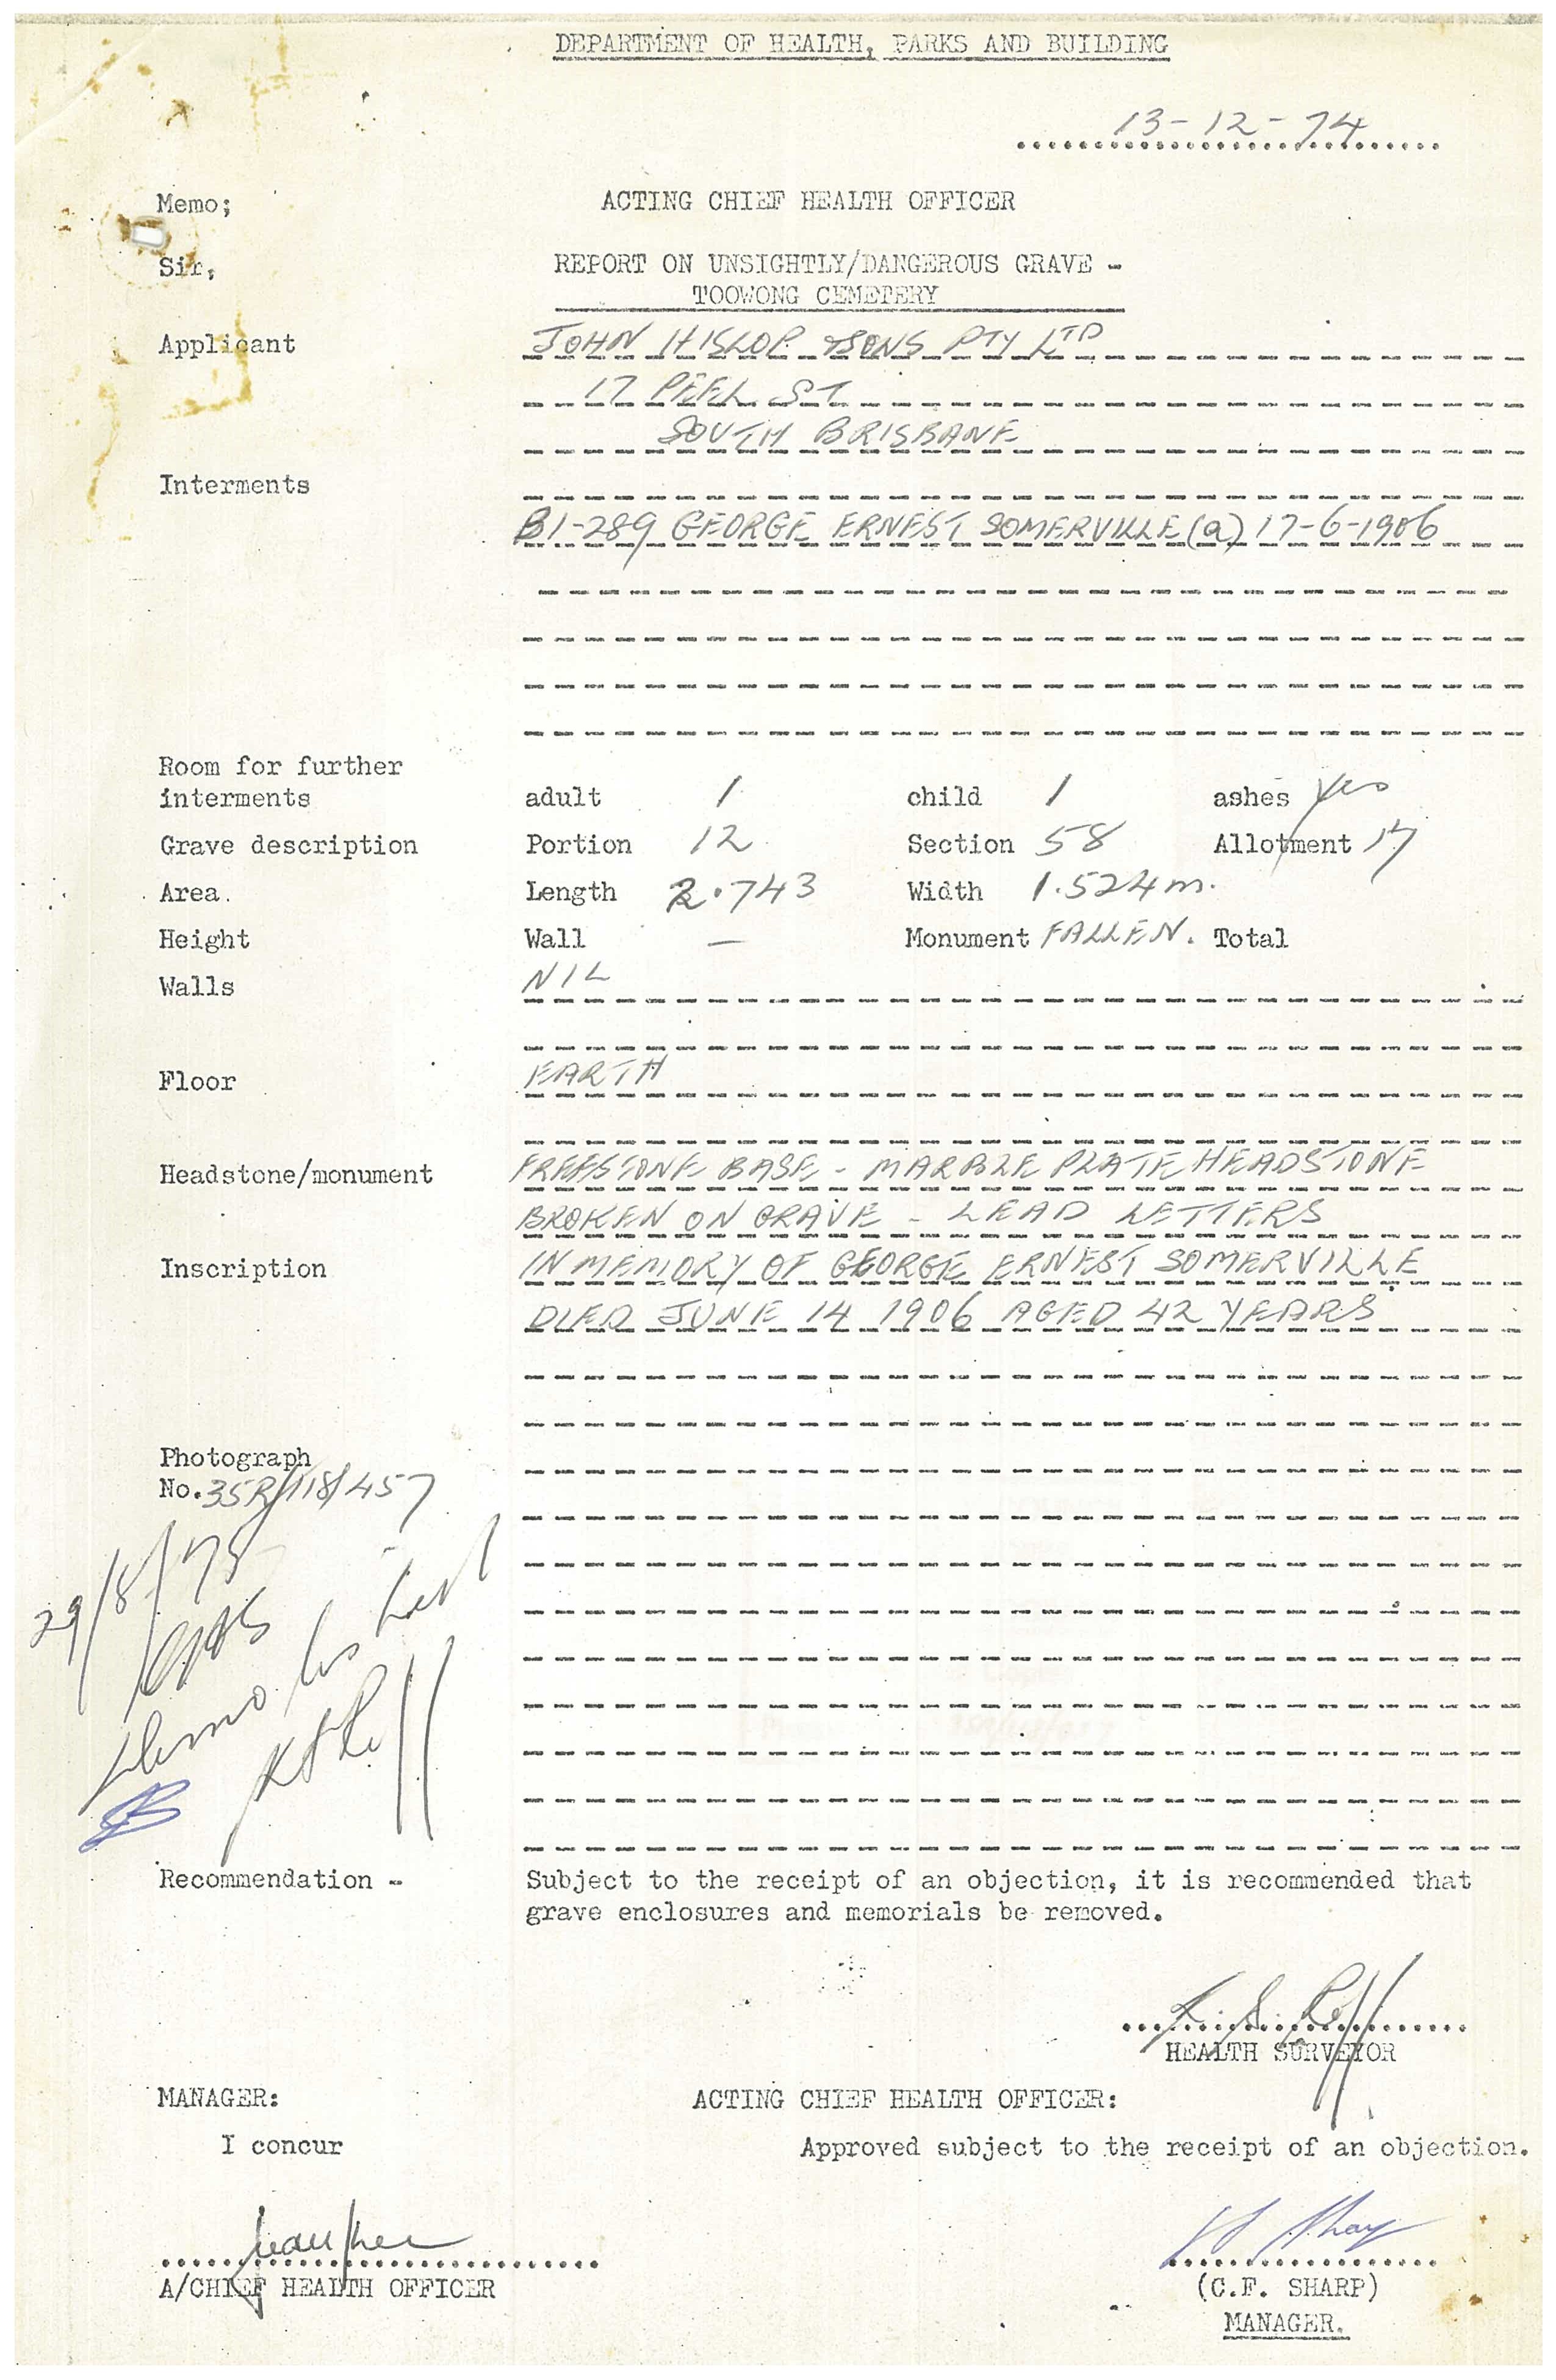 DEPARTMENT OF HEALTH, PARKS AND BUILDING
13-12-74
Memo; ACTING CHIEF HEALTH OFFICER
Sir, REPORT ON UNSIGHTLY/DANGEROUS GRAVE -
TOOWONG CEMETERY
Applicant JOHN HISLOP & SONS PTY LTD
17 PEEL ST
SOUTH BRISBANE
Interments
B1-289 GEORGE ERNEST SOMERVILLE (a) 17-6-1906
Room for further
interments adult 1 child 1 ashes yes
Grave description Portion 12 Section 58 Allotment 17
Area. Length 2.743 Width 1.524 m.
Height Wall — Monument FALLEN. Total
Walls NIL
Floor EARTH
Headstone/monument FREESTONE BASE - MARBLE PLATE HEADSTONE
BROKEN ON GRAVE - LEAD LETTERS
Inscription IN MEMORY OF GEORGE ERNEST SOMERVILLE
DIED JUNE 14 1906 AGED 42 YEARS
Photograph
No. 35R/118/457
29/8/75
Recommendation - Subject to the receipt of an objection, it is recommended that
grave enclosures and memorials be removed.
HEALTH SURVEYOR
MANAGER: ACTING CHIEF HEALTH OFFICER:
I concur Approved subject to the receipt of an objection.
A/CHIEF HEALTH OFFICER (C.F. SHARP)
MANAGER.